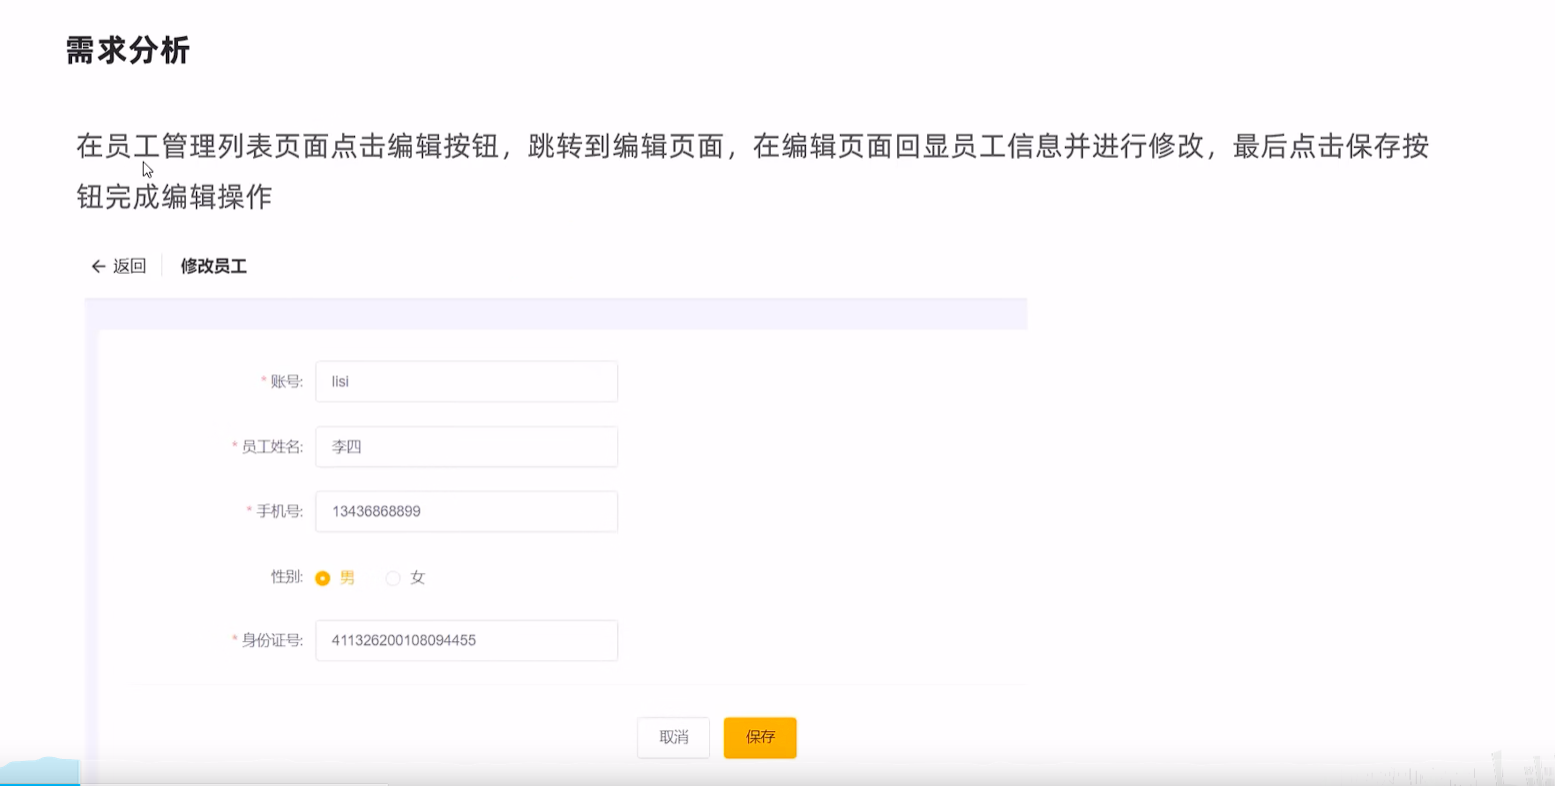 需求分析
在员工管理列表页面点击编辑按钮，跳转到编辑页面，在编辑页面回显员工信息并进行修改，最后点击保存按
钮完成编辑操作
← 返回 修改员工
* 账号: lisi
* 员工姓名: 李四
* 手机号: 13436868899
性别: 男 女
* 身份证号: 411326200108094455
取消 保存